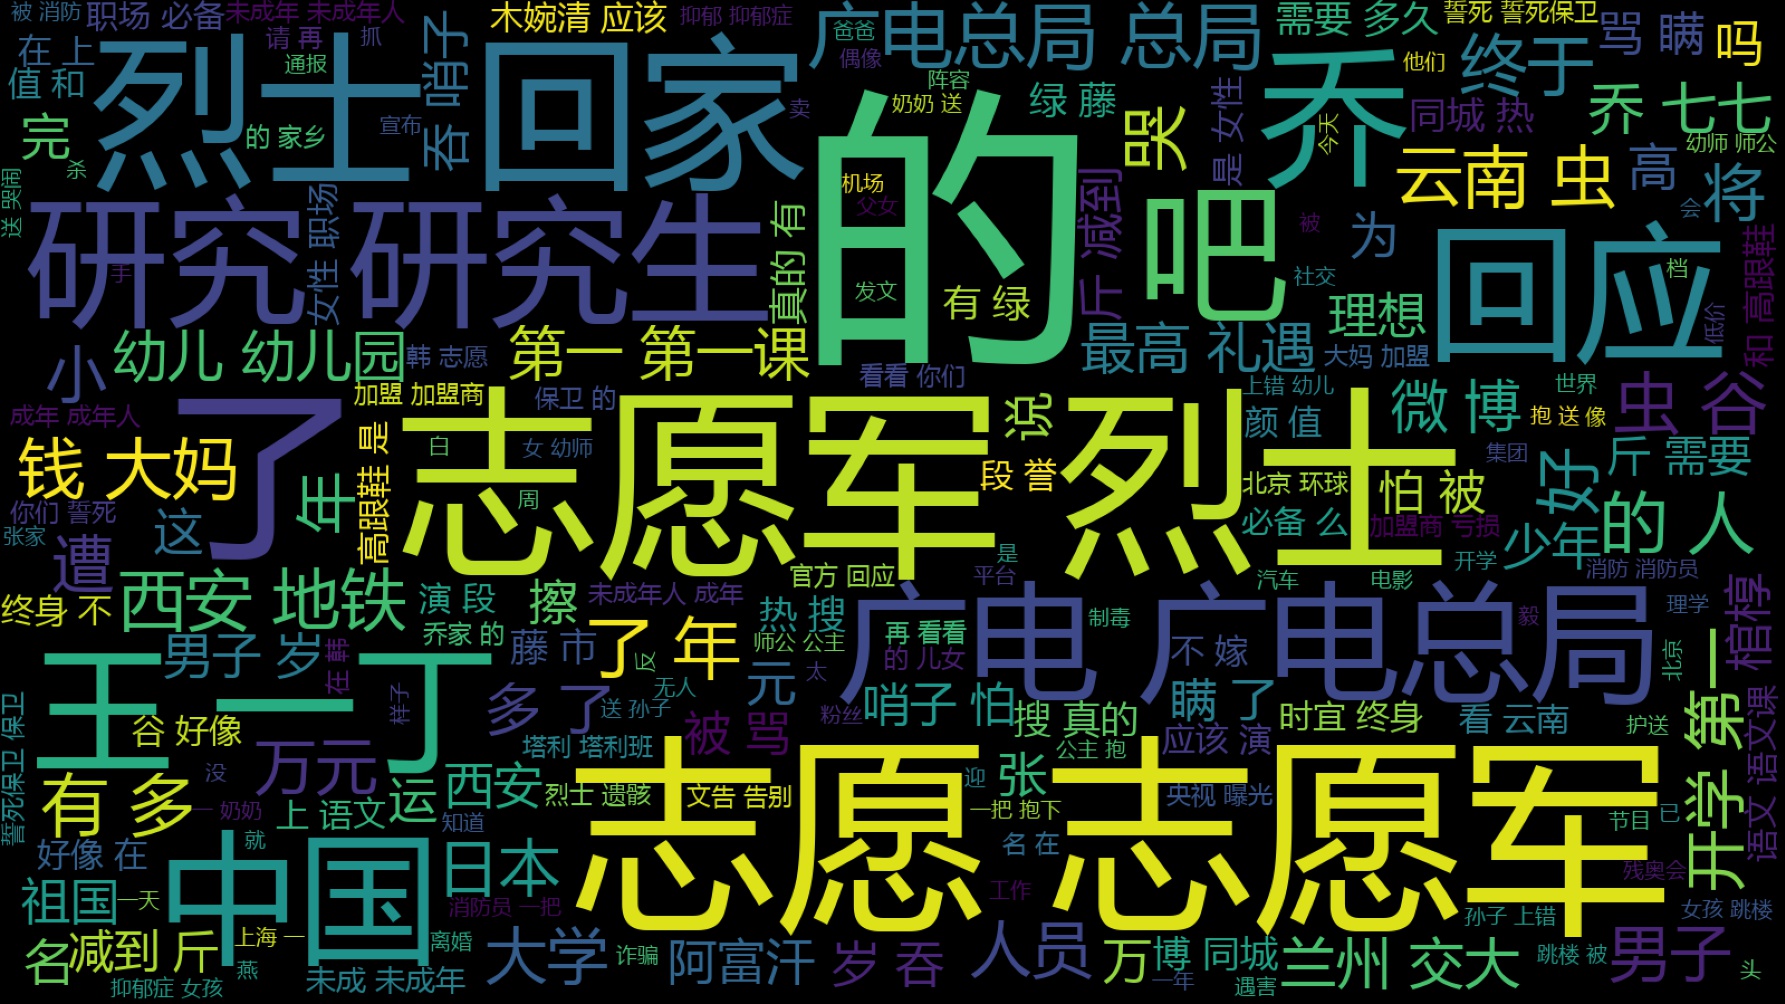 被 消防
职场 必备
未成年 未成年人
木婉清 应该
抑郁 抑郁症
爸爸
广电总局 总局
需要 多久
誓死 誓死保卫
骂 瞒
吗
在 上
请 再
抓
通报
哨子
偶像
阵容
他们
终于
值 和
烈士
回家
卖
奶奶 送
绿 藤
哭
是 女性
乔
今天
同城 热
乔 七七
完
的 家乡
宣布
吞
的
云南 虫
高
幼师 师公
将
杀
送 哭闹
机场
父女
减到
吧
被
会
研究 研究生
女性 职场
真的 有
斤
为
回应
和 高跟鞋
手
发文
有 绿
社交
理想
档
低价
小
幼儿 幼儿园
韩 志愿
第一 第一课
最高 礼遇
大妈 加盟
看看 你们
成年 成年人
了
加盟 加盟商
保卫 的
说
上错 幼儿
颜 值
微 博
世界
抱 送 像
虫 谷
钱 大妈
高跟鞋 是
志愿军 烈士
白
女 幼师
段 誉
北京 环球
怕 被
集团
好
斤 需要
你们 誓死
年
周
必备 么
加盟商 亏损
少年
的 人
张家
这
遭
官方 回应
是
平台
汽车
电影
开学
消防 消防员
终身 不
西安 地铁
演 段
擦
未成年人 成年
热 搜
广电 广电总局
制毒
毅
理学
棺椁
乔家 的
男子 岁
在 韩
藤 市
了 年
反
师公 公主
再 看看
的 儿女
不 嫁
北京
王一丁
样子
多 了
无人
元
太
送 孙子
被 骂
粉丝
哨子 怕
搜 真的
瞒 了
时宜 终身
看 云南
护送
开学 第一
语文 语文课
誓死保卫 保卫
谷 好像
万元
塔利 塔利班
公主 抱
应该 演
没
有 多
一 奶奶
运
西安
烈士 遗骸
文告 告别
志愿 志愿军
迎
张
一把 抱下
央视 曝光
节目
已
上 语文
知道
好像 在
就
中国
日本
名 在
残奥会
祖国
一天
消防员 一把
工作
孙子 上错
女孩 跳楼
名
减到 斤
上海 一
离婚
大学
诈骗
阿富汗
岁 吞
人员
万
博 同城
兰州 交大
跳楼 被
男子
头
抑郁症 女孩
燕
未成 未成年
一年
遇害